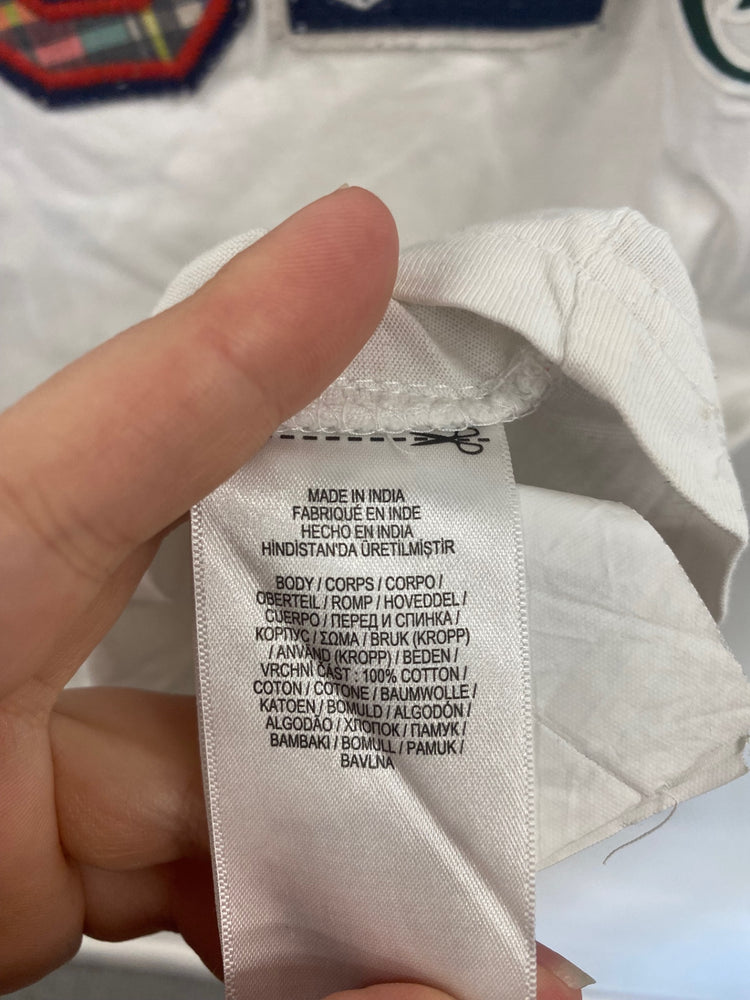 MADE IN INDIA
FABRIQUÉ EN INDE
HECHO EN INDIA
HİNDİSTAN'DA ÜRETİLMİŞTİR
BODY / CORPS / CORPO /
OBERTEIL / ROMP / HOVEDDEL /
CUERPO / ПЕРЕД И СПИНКА /
КОРПУС / ΣΩΜΑ / BRUK (KROPP)
/ ANVÄND (KROPP) / BEDEN /
VRCHNÍ ČÁST : 100% COTTON /
COTON / COTONE / BAUMWOLLE /
KATOEN / BOMULD / ALGODÓN /
ALGODÃO / ХЛОПОК / ПАМУК /
BAMBAKI / BOMULL / PAMUK /
BAVLNA